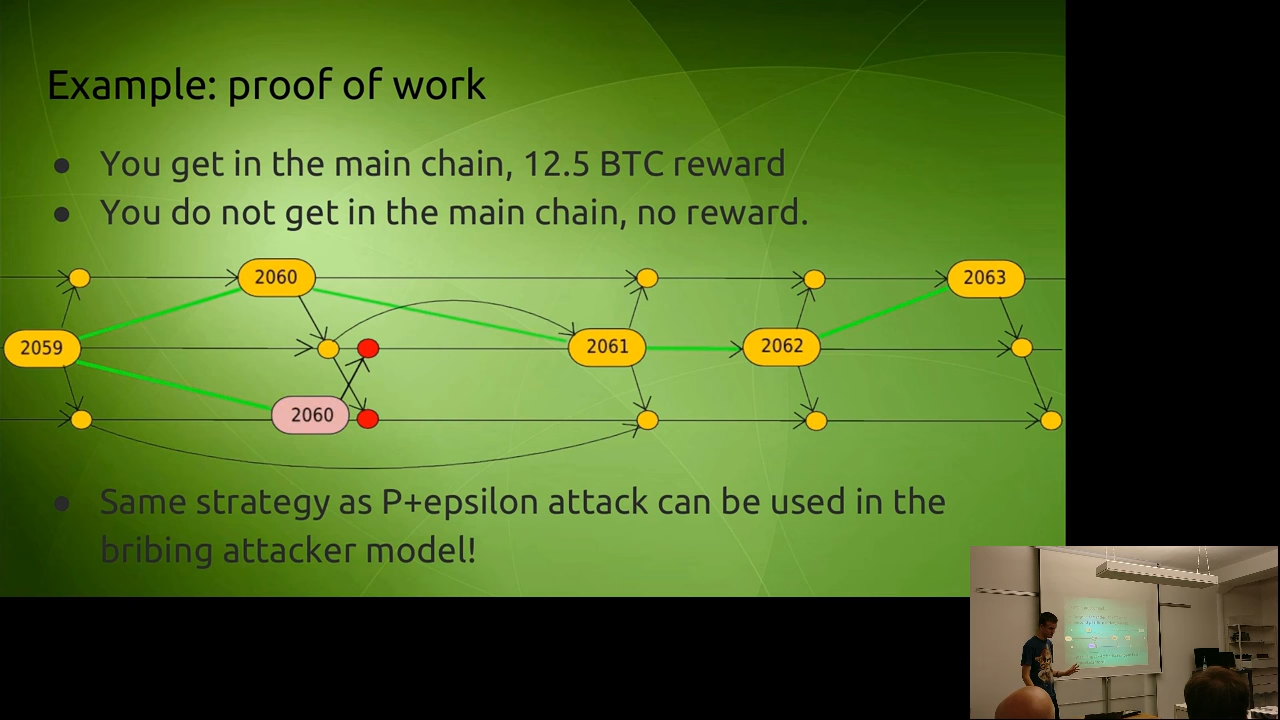 Example: proof of work
● You get in the main chain, 12.5 BTC reward
● You do not get in the main chain, no reward.
2060
2063
2059
2061
2062
2060
● Same strategy as P+epsilon attack can be used in the
bribing attacker model!